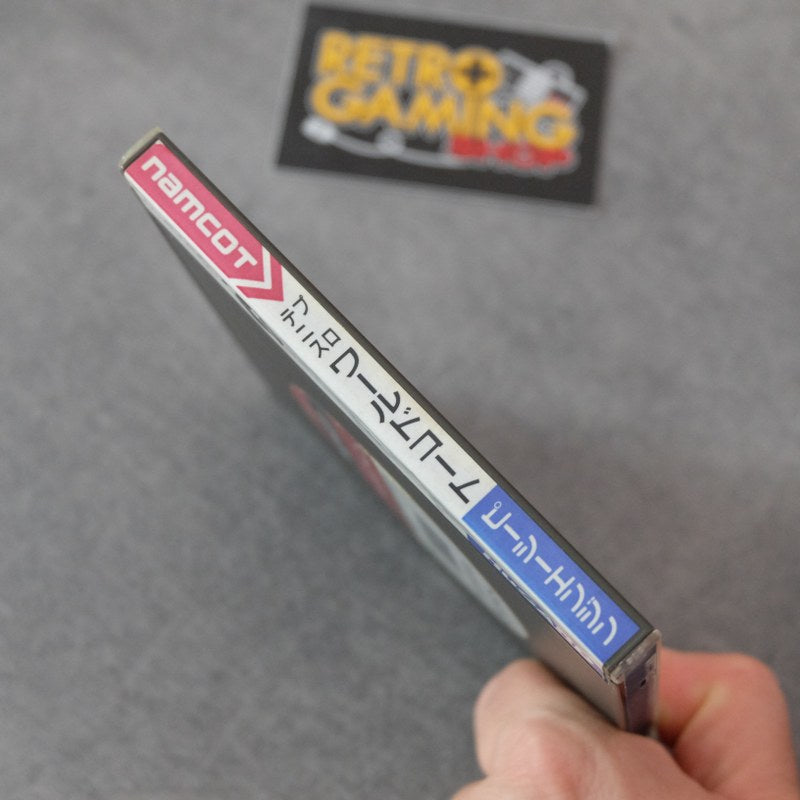 RETRO
GAMING
SHOP
namcoT
プロ
テニス
ワールドコート
ピーシーエンジン